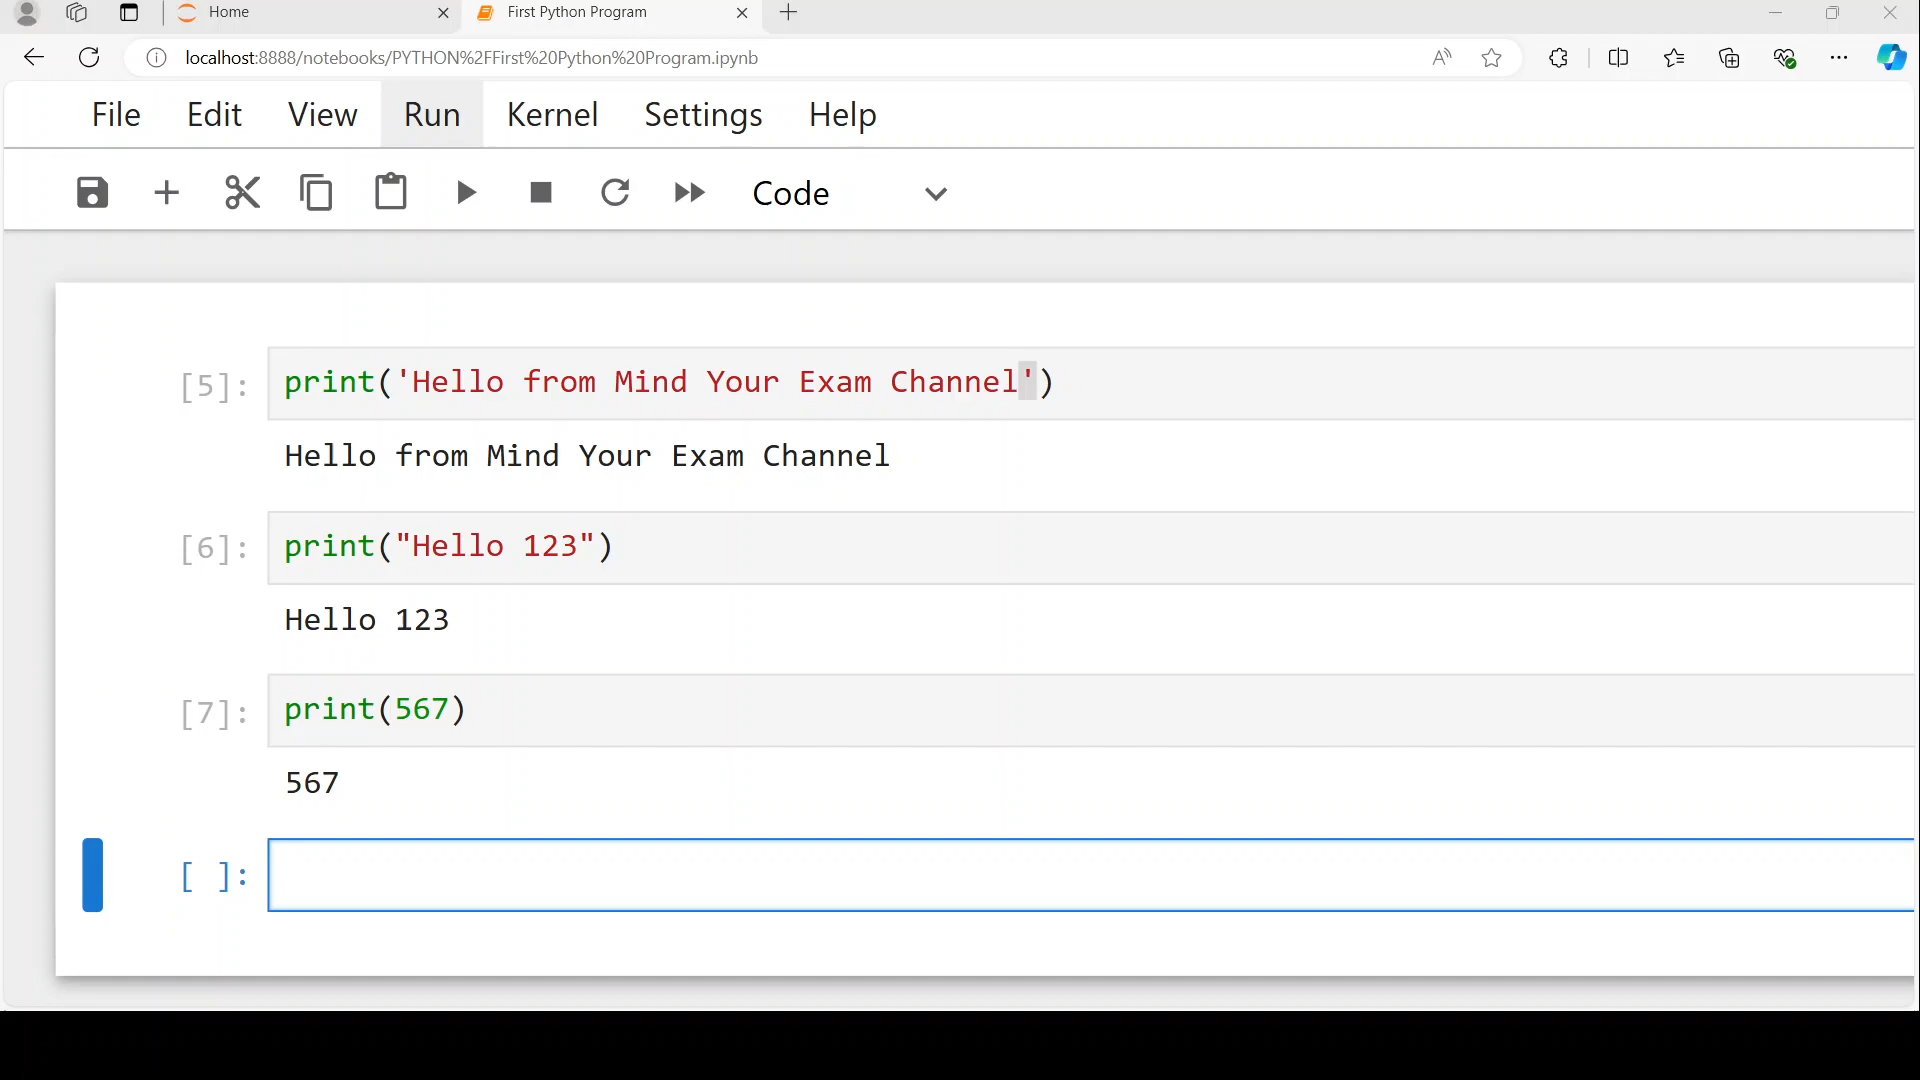 Home
First Python Program
localhost:8888/notebooks/PYTHON%2FFirst%20Python%20Program.ipynb
File Edit View Run Kernel Settings Help
Code
[5]: print('Hello from Mind Your Exam Channel')
Hello from Mind Your Exam Channel
[6]: print("Hello 123")
Hello 123
[7]: print(567)
567
[ ]: